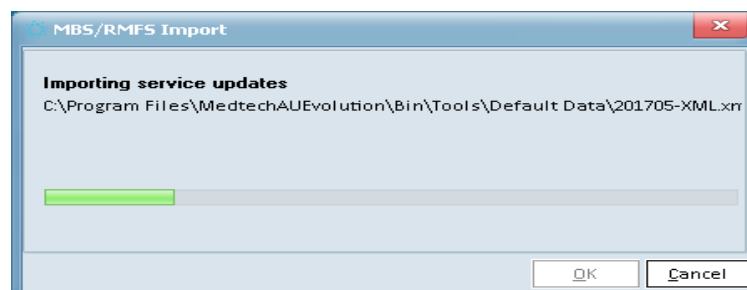 MBS/RMFS Import
Importing service updates
C:\Program Files\MedtechAUEvolution\Bin\Tools\Default Data\201705-XML.xm
OK
Cancel